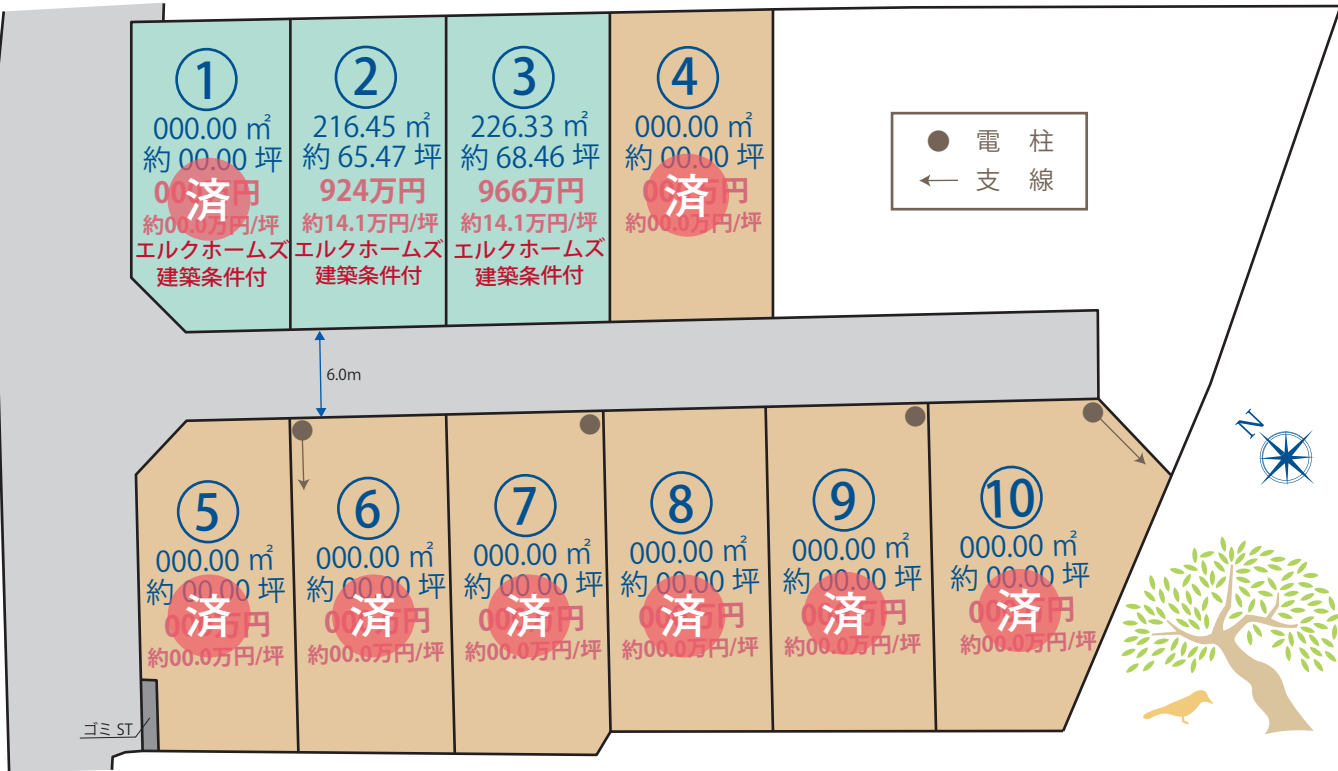 ①
000.00 ㎡
約 00.00 坪
済
約00.0万円/坪
エルクホームズ
建築条件付
②
216.45 ㎡
約 65.47 坪
924万円
約14.1万円/坪
エルクホームズ
建築条件付
③
226.33 ㎡
約 68.46 坪
966万円
約14.1万円/坪
エルクホームズ
建築条件付
④
000.00 ㎡
約 00.00 坪
済
約00.0万円/坪
電 柱
支 線
6.0m
N
⑤
000.00 ㎡
約 00.00 坪
済
約00.0万円/坪
⑥
000.00 ㎡
約 00.00 坪
済
約00.0万円/坪
⑦
000.00 ㎡
約 00.00 坪
済
約00.0万円/坪
⑧
000.00 ㎡
約 00.00 坪
済
約00.0万円/坪
⑨
000.00 ㎡
約 00.00 坪
済
約00.0万円/坪
⑩
000.00 ㎡
約 00.00 坪
済
約00.0万円/坪
ゴミ ST